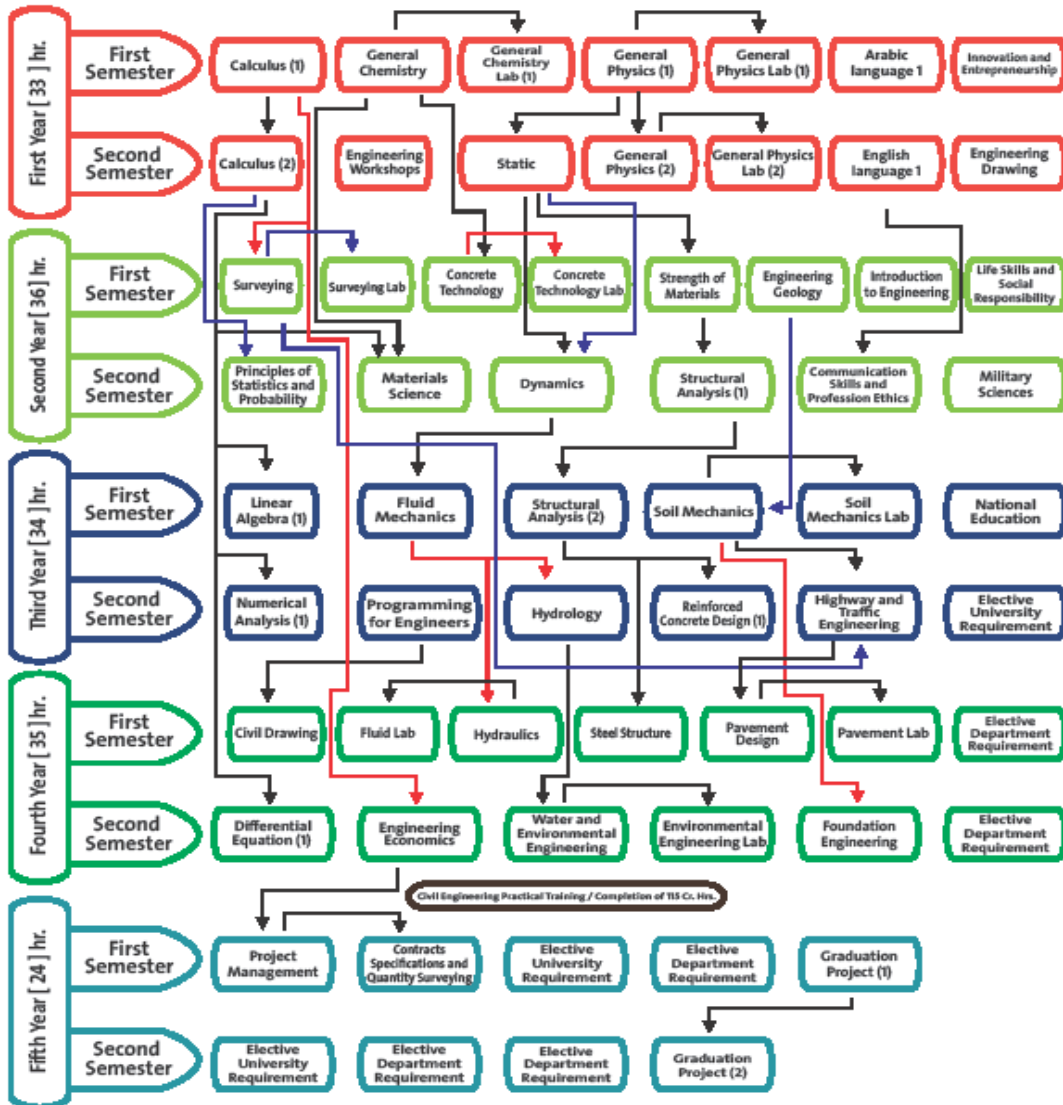 First Year [ 33 ] hr.
First
Semester
Calculus (1)
General
Chemistry
General
Chemistry
Lab (1)
General
Physics (1)
General
Physics Lab (1)
Arabic
language 1
Innovation and
Entrepreneurship
Second
Semester
Calculus (2)
Engineering
Workshops
Static
General
Physics (2)
General Physics
Lab (2)
English
language 1
Engineering
Drawing
Second Year [ 36 ] hr.
First
Semester
Surveying
Surveying Lab
Concrete
Technology
Concrete
Technology Lab
Strength of
Materials
Engineering
Geology
Introduction
to Engineering
Life Skills and
Social
Responsibility
Second
Semester
Principles of
Statistics and
Probability
Materials
Science
Dynamics
Structural
Analysis (1)
Communication
Skills and
Profession Ethics
Military
Sciences
Third Year [ 34 ] hr.
First
Semester
Linear
Algebra (1)
Fluid
Mechanics
Structural
Analysis (2)
Soil Mechanics
Soil
Mechanics Lab
National
Education
Second
Semester
Numerical
Analysis (1)
Programming
for Engineers
Hydrology
Reinforced
Concrete Design (1)
Highway and
Traffic
Engineering
Elective
University
Requirement
Fourth Year [ 35 ] hr.
First
Semester
Civil Drawing
Fluid Lab
Hydraulics
Steel Structure
Pavement
Design
Pavement Lab
Elective
Department
Requirement
Second
Semester
Differential
Equation (1)
Engineering
Economics
Water and
Environmental
Engineering
Environmental
Engineering Lab
Foundation
Engineering
Elective
Department
Requirement
Civil Engineering Practical Training / Completion of 115 Cr. Hrs.
Fifth Year [ 24 ] hr.
First
Semester
Project
Management
Contracts
Specifications and
Quantity Surveying
Elective
University
Requirement
Elective
Department
Requirement
Graduation
Project (1)
Second
Semester
Elective
University
Requirement
Elective
Department
Requirement
Elective
Department
Requirement
Graduation
Project (2)